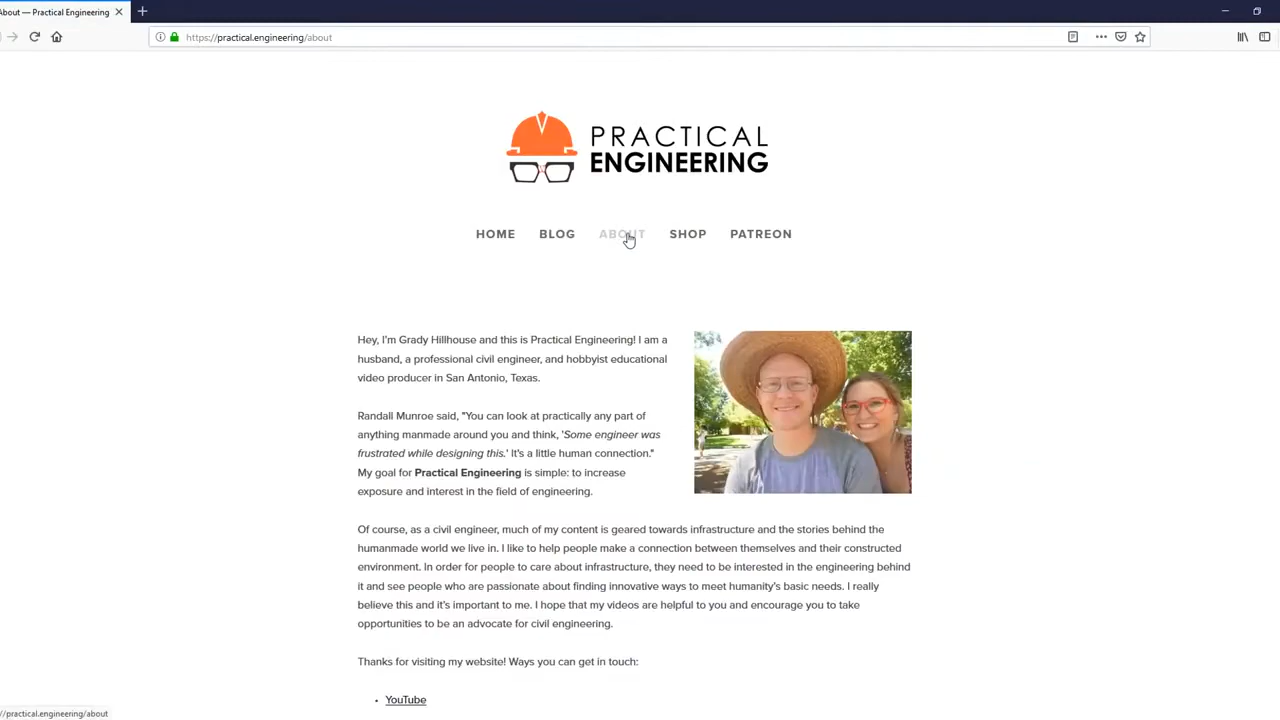 About — Practical Engineering
https://practical.engineering/about
PRACTICAL
ENGINEERING
HOME BLOG ABOUT SHOP PATREON
Hey, I'm Grady Hillhouse and this is Practical Engineering! I am a
husband, a professional civil engineer, and hobbyist educational
video producer in San Antonio, Texas.
Randall Munroe said, "You can look at practically any part of
anything manmade around you and think, 'Some engineer was
frustrated while designing this.' It's a little human connection."
My goal for Practical Engineering is simple: to increase
exposure and interest in the field of engineering.
Of course, as a civil engineer, much of my content is geared towards infrastructure and the stories behind the
humanmade world we live in. I like to help people make a connection between themselves and their constructed
environment. In order for people to care about infrastructure, they need to be interested in the engineering behind
it and see people who are passionate about finding innovative ways to meet humanity's basic needs. I really
believe this and it's important to me. I hope that my videos are helpful to you and encourage you to take
opportunities to be an advocate for civil engineering.
Thanks for visiting my website! Ways you can get in touch:
• YouTube
//practical.engineering/about